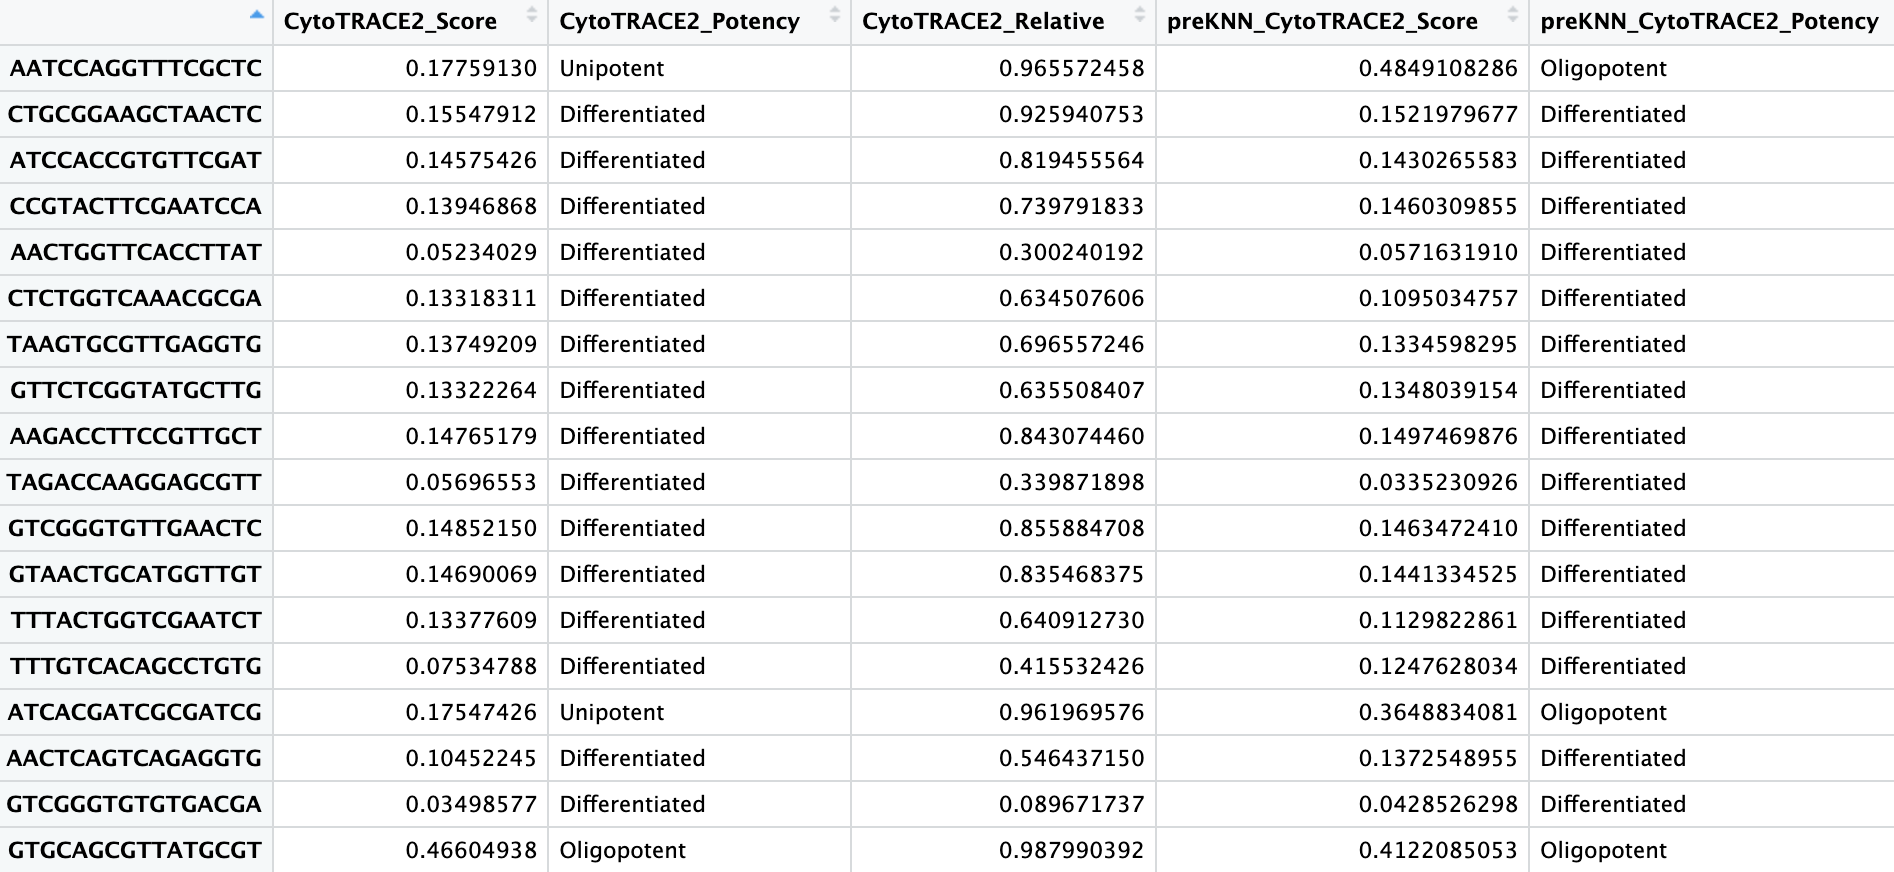 CytoTRACE2_Score CytoTRACE2_Potency CytoTRACE2_Relative preKNN_CytoTRACE2_Score preKNN_CytoTRACE2_Potency
AATCCAGGTTTCGCTC 0.17759130 Unipotent 0.965572458 0.4849108286 Oligopotent
CTGCGGAAGCTAACTC 0.15547912 Differentiated 0.925940753 0.1521979677 Differentiated
ATCCACCGTGTTCGAT 0.14575426 Differentiated 0.819455564 0.1430265583 Differentiated
CCGTACTTCGAATCCA 0.13946868 Differentiated 0.739791833 0.1460309855 Differentiated
AACTGGTTCACCTTAT 0.05234029 Differentiated 0.300240192 0.0571631910 Differentiated
CTCTGGTCAAACGCGA 0.13318311 Differentiated 0.634507606 0.1095034757 Differentiated
TAAGTGCGTTGAGGTG 0.13749209 Differentiated 0.696557246 0.1334598295 Differentiated
GTTCTCGGTATGCTTG 0.13322264 Differentiated 0.635508407 0.1348039154 Differentiated
AAGACCTTCCGTTGCT 0.14765179 Differentiated 0.843074460 0.1497469876 Differentiated
TAGACCAAGGAGCGTT 0.05696553 Differentiated 0.339871898 0.0335230926 Differentiated
GTCGGGTGTTGAACTC 0.14852150 Differentiated 0.855884708 0.1463472410 Differentiated
GTAACTGCATGGTTGT 0.14690069 Differentiated 0.835468375 0.1441334525 Differentiated
TTTACTGGTCGAATCT 0.13377609 Differentiated 0.640912730 0.1129822861 Differentiated
TTTGTCACAGCCTGTG 0.07534788 Differentiated 0.415532426 0.1247628034 Differentiated
ATCACGATCGCGATCG 0.17547426 Unipotent 0.961969576 0.3648834081 Oligopotent
AACTCAGTCAGAGGTG 0.10452245 Differentiated 0.546437150 0.1372548955 Differentiated
GTCGGGTGTGTGACGA 0.03498577 Differentiated 0.089671737 0.0428526298 Differentiated
GTGCAGCGTTATGCGT 0.46604938 Oligopotent 0.987990392 0.4122085053 Oligopotent